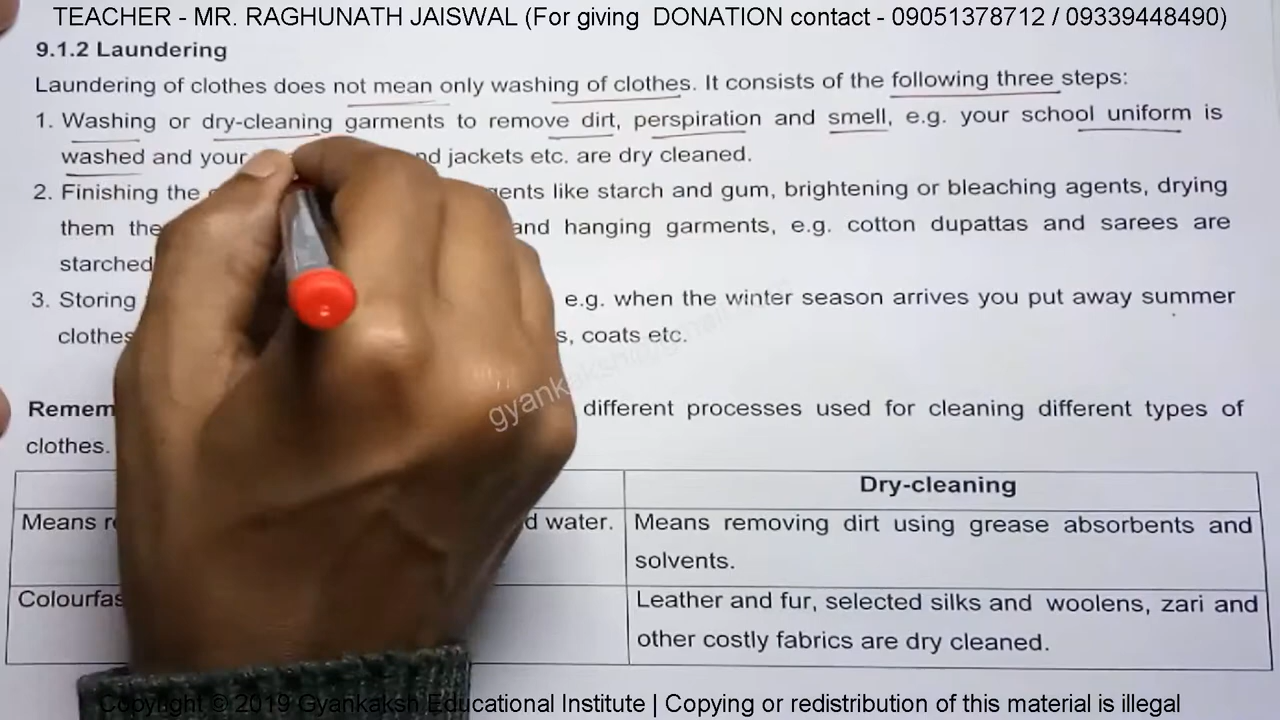 TEACHER - MR. RAGHUNATH JAISWAL (For giving DONATION contact - 09051378712 / 09339448490)
9.1.2 Laundering
Laundering of clothes does not mean only washing of clothes. It consists of the following three steps:
1. Washing or dry-cleaning garments to remove dirt, perspiration and smell, e.g. your school uniform is
washed and your jackets etc. are dry cleaned.
2. Finishing the like starch and gum, brightening or bleaching agents, drying
them and hanging garments, e.g. cotton dupattas and sarees are
starched
3. Storing e.g. when the winter season arrives you put away summer
clothes coats etc.
gyankaksh@gmail
different processes used for cleaning different types of
clothes.
Dry-cleaning
Means water.
Means removing dirt using grease absorbents and
solvents.
Leather and fur, selected silks and woolens, zari and
other costly fabrics are dry cleaned.
Copyright © 2019 Gyankaksh Educational Institute | Copying or redistribution of this material is illegal